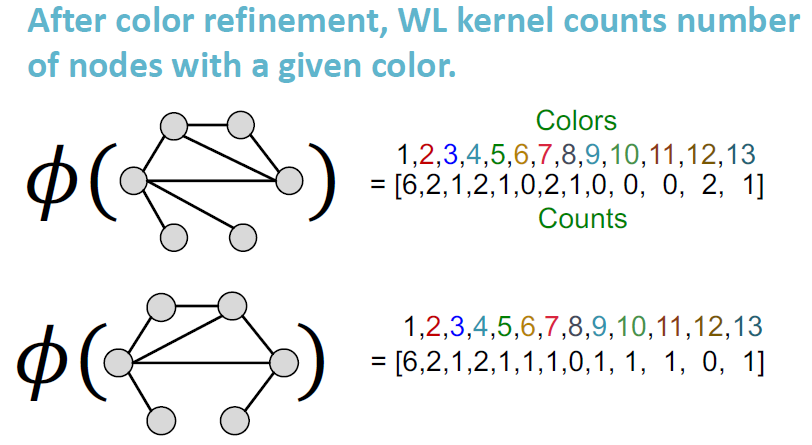 After color refinement, WL kernel counts number
of nodes with a given color.
Colors
1,2,3,4,5,6,7,8,9,10,11,12,13
ϕ( ) = [6,2,1,2,1,0,2,1,0, 0, 0, 2, 1]
Counts
1,2,3,4,5,6,7,8,9,10,11,12,13
ϕ( ) = [6,2,1,2,1,1,1,0,1, 1, 1, 0, 1]